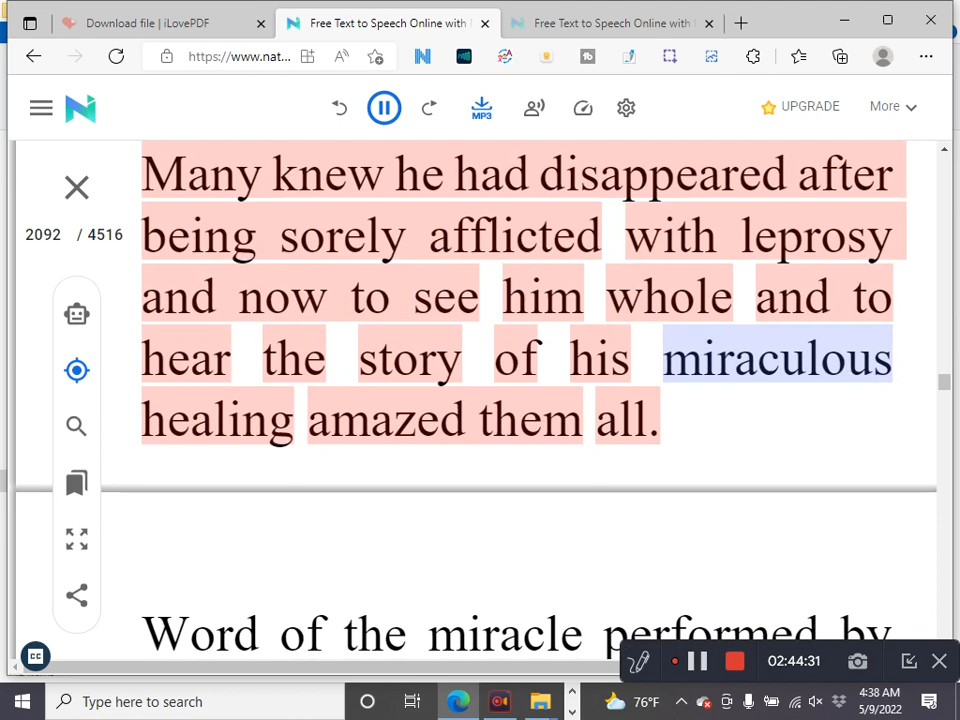 Download file | iLovePDF
Free Text to Speech Online with
Free Text to Speech Online with
https://www.nat...
MP3
UPGRADE
More
2092 / 4516
Many knew he had disappeared after
being sorely afflicted with leprosy
and now to see him whole and to
hear the story of his miraculous
healing amazed them all.
Word of the miracle performed by
CC
02:44:31
Type here to search
76°F
4:38 AM
5/9/2022